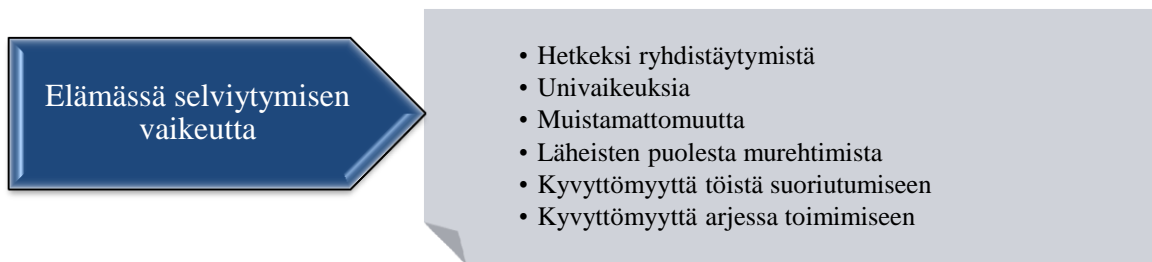 Elämässä selviytymisen
vaikeutta
• Hetkeksi ryhdistäytymistä
• Univaikeuksia
• Muistamattomuutta
• Läheisten puolesta murehtimista
• Kyvyttömyyttä töistä suoriutumiseen
• Kyvyttömyyttä arjessa toimimiseen